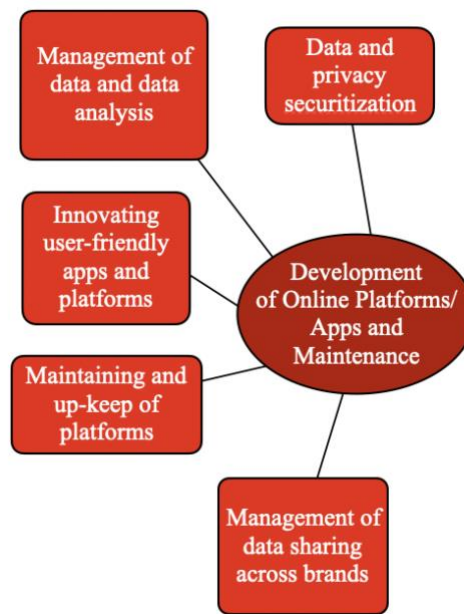 Management of
data and data
analysis
Data and
privacy
securitization
Innovating
user-friendly
apps and
platforms
Development
of Online Platforms/
Apps and
Maintenance
Maintaining and
up-keep of
platforms
Management of
data sharing
across brands